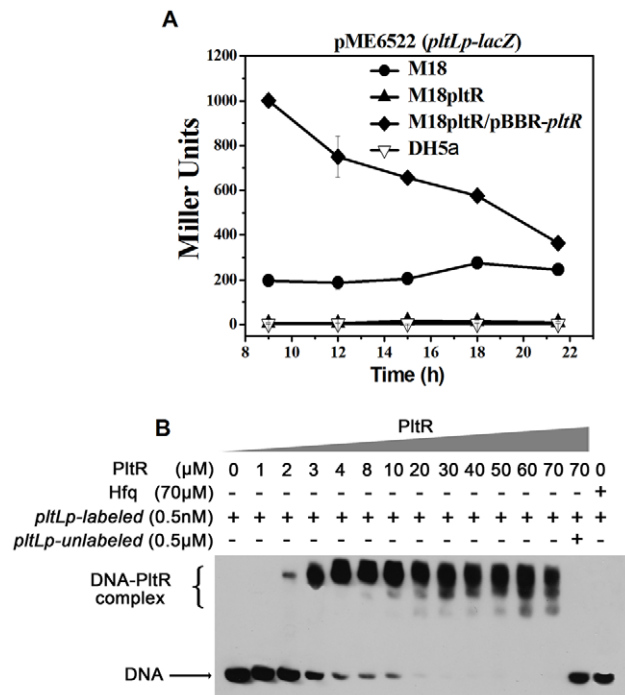 A
pME6522 (pltLp-lacZ)
M18
M18pltR
M18pltR/pBBR-pltR
DH5a
1200
1000
800
600
400
200
0
Miller Units
8 10 12 14 16 18 20 22
Time (h)
B
PltR
PltR (μM) 0 1 2 3 4 8 10 20 30 40 50 60 70 70 0
Hfq (70μM) - - - - - - - - - - - - - - +
pltLp-labeled (0.5nM) + + + + + + + + + + + + + + +
pltLp-unlabeled (0.5μM) - - - - - - - - - - - - - + -
DNA-PltR
complex
DNA